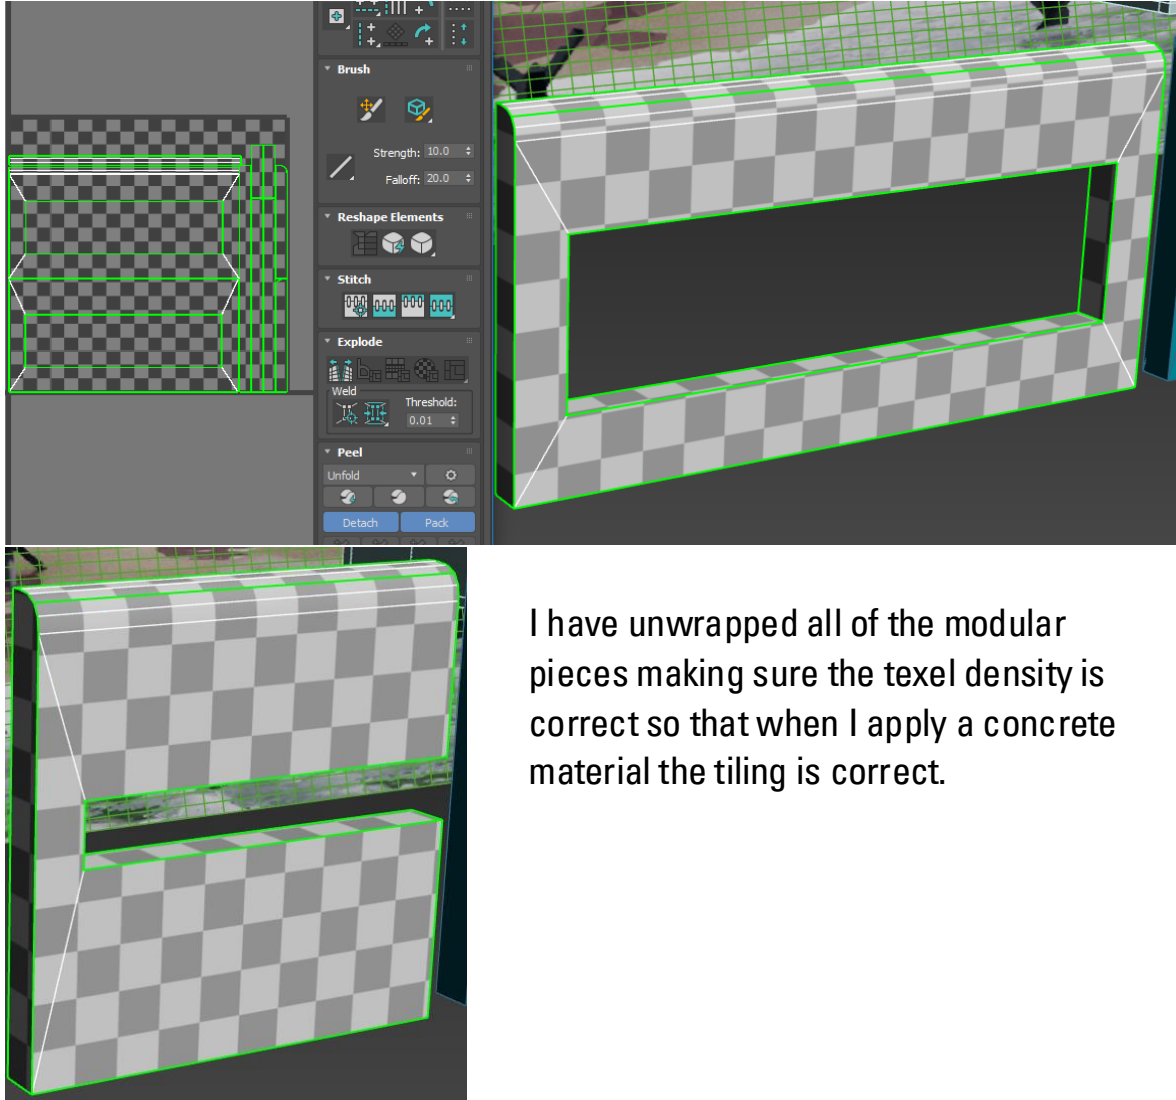 Brush
Strength: 10.0
Falloff: 20.0
Reshape Elements
Stitch
Explode
Weld
Threshold:
0.01
Peel
Unfold
Detach Pack
I have unwrapped all of the modular
pieces making sure the texel density is
correct so that when I apply a concrete
material the tiling is correct.